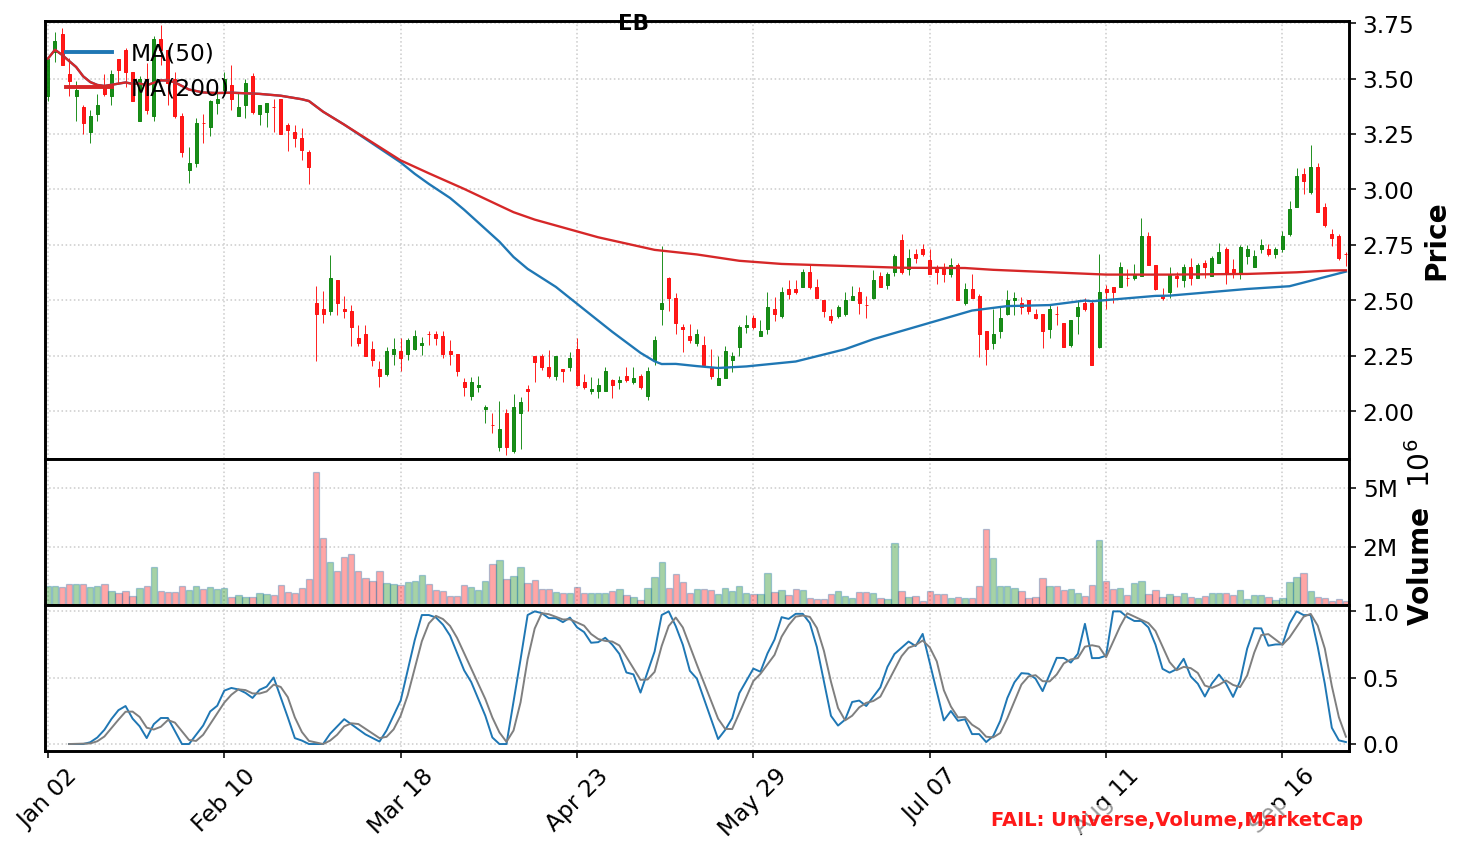 EB
MA(50)
MA(200)
3.75
3.50
3.25
3.00
2.75
2.50
2.25
2.00
Price
10⁶
5M
2M
Volume
1.0
0.5
0.0
Jan 02
Feb 10
Mar 18
Apr 23
May 29
Jul 07
Aug 11
Sep 16
FAIL: Universe,Volume,MarketCap